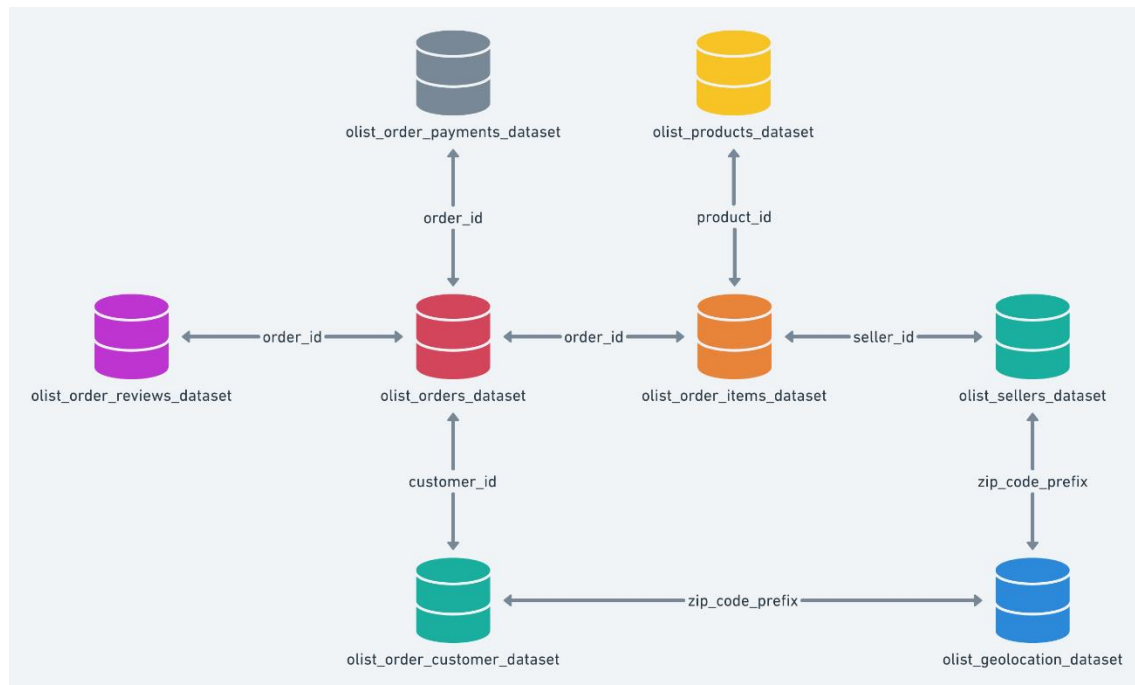 olist_order_payments_dataset
olist_products_dataset
order_id
product_id
order_id
order_id
seller_id
olist_order_reviews_dataset
olist_orders_dataset
olist_order_items_dataset
olist_sellers_dataset
customer_id
zip_code_prefix
zip_code_prefix
olist_order_customer_dataset
olist_geolocation_dataset